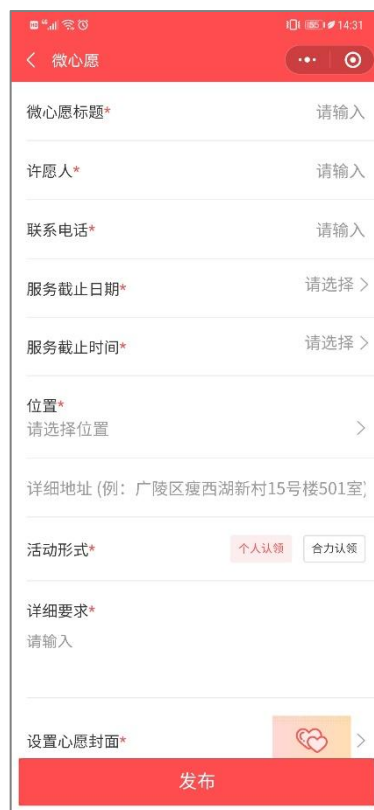 14:31
微心愿
微心愿标题* 请输入
许愿人* 请输入
联系电话* 请输入
服务截止日期* 请选择
服务截止时间* 请选择
位置*
请选择位置
详细地址 (例：广陵区瘦西湖新村15号楼501室)
活动形式* 个人认领 合力认领
详细要求*
请输入
设置心愿封面*
发布